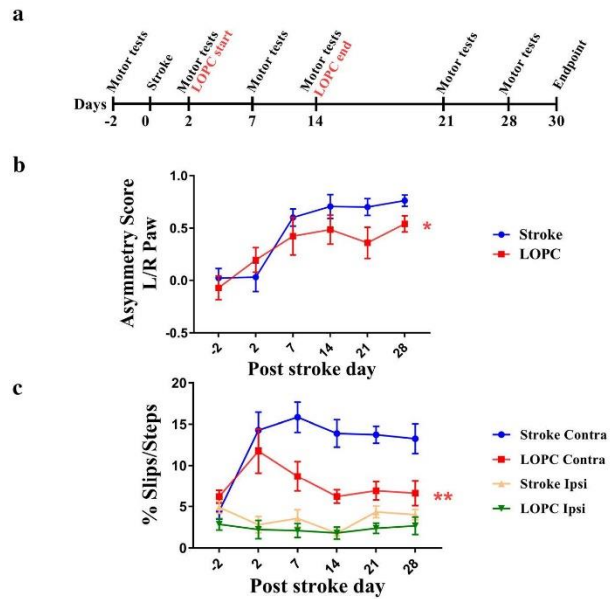 a
Motor tests
Stroke
Motor tests
LOPC start
Motor tests
Motor tests
LOPC end
Motor tests
Motor tests
Endpoint
Days
-2 0 2 7 14 21 28 30
b
1.0
0.5
0.0
-0.5
Asymmetry Score
L/R Paw
-2 2 7 14 21 28
Post stroke day
*
Stroke
LOPC
c
20
15
10
5
0
% Slips/Steps
-2 2 7 14 21 28
Post stroke day
**
Stroke Contra
LOPC Contra
Stroke Ipsi
LOPC Ipsi